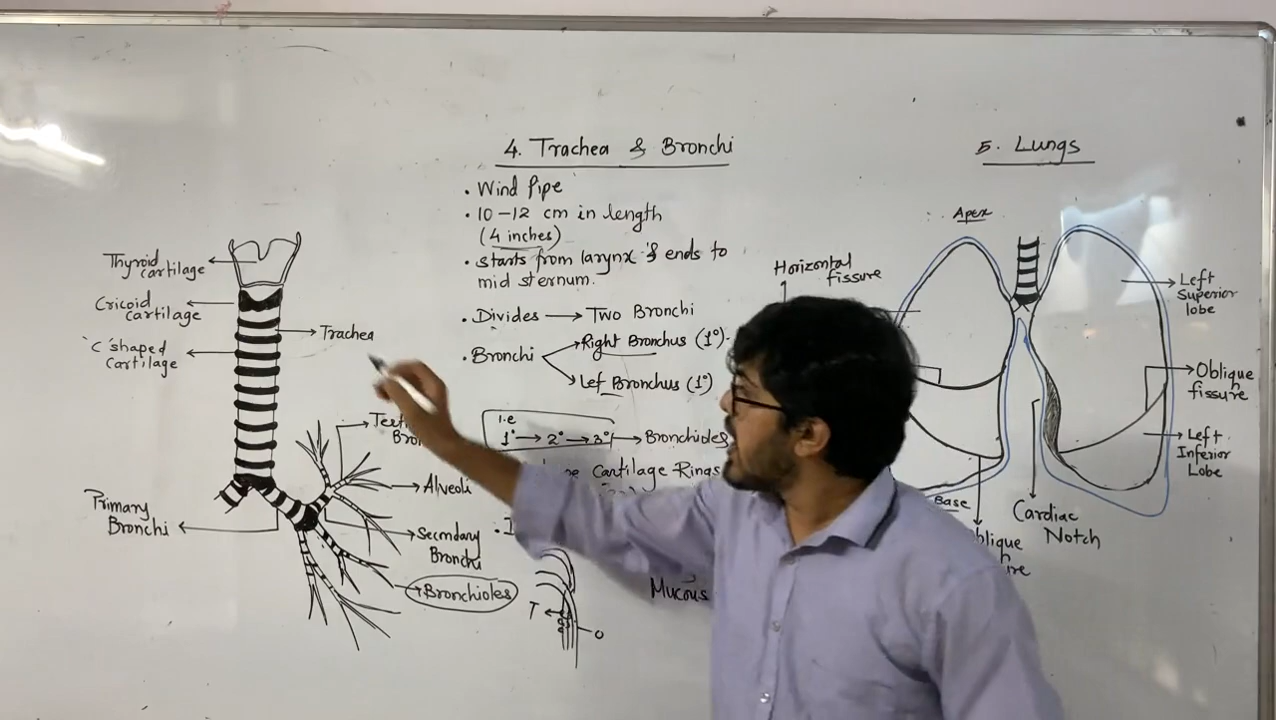 4. Trachea & Bronchi
. Wind Pipe
. 10-12 cm in length
(4 inches)
. starts from larynx & ends to
mid sternum.
. Divides → Two Bronchi
. Bronchi
Right Bronchus (1°).
Lef Bronchus (1°)
i.e
1° → 2° → 3° → Bronchioles
Cartilage Rings
Mucous
T
Thyroid
cartilage
Cricoid
cartilage
'C' shaped
Cartilage
Trachea
Alveoli
Primary
Bronchi
Secondary
Bronchi
Bronchioles
5. Lungs
Apex
Horizontal
fissure
Left
Superior
lobe
Oblique
fissure
Left
Inferior
Lobe
Base
Cardiac
Notch